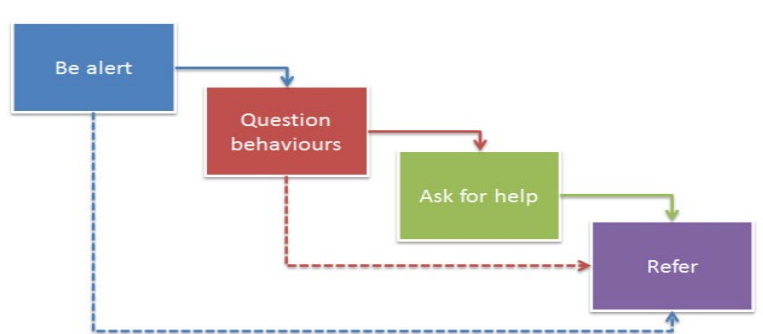 Be alert
Question
behaviours
Ask for help
Refer